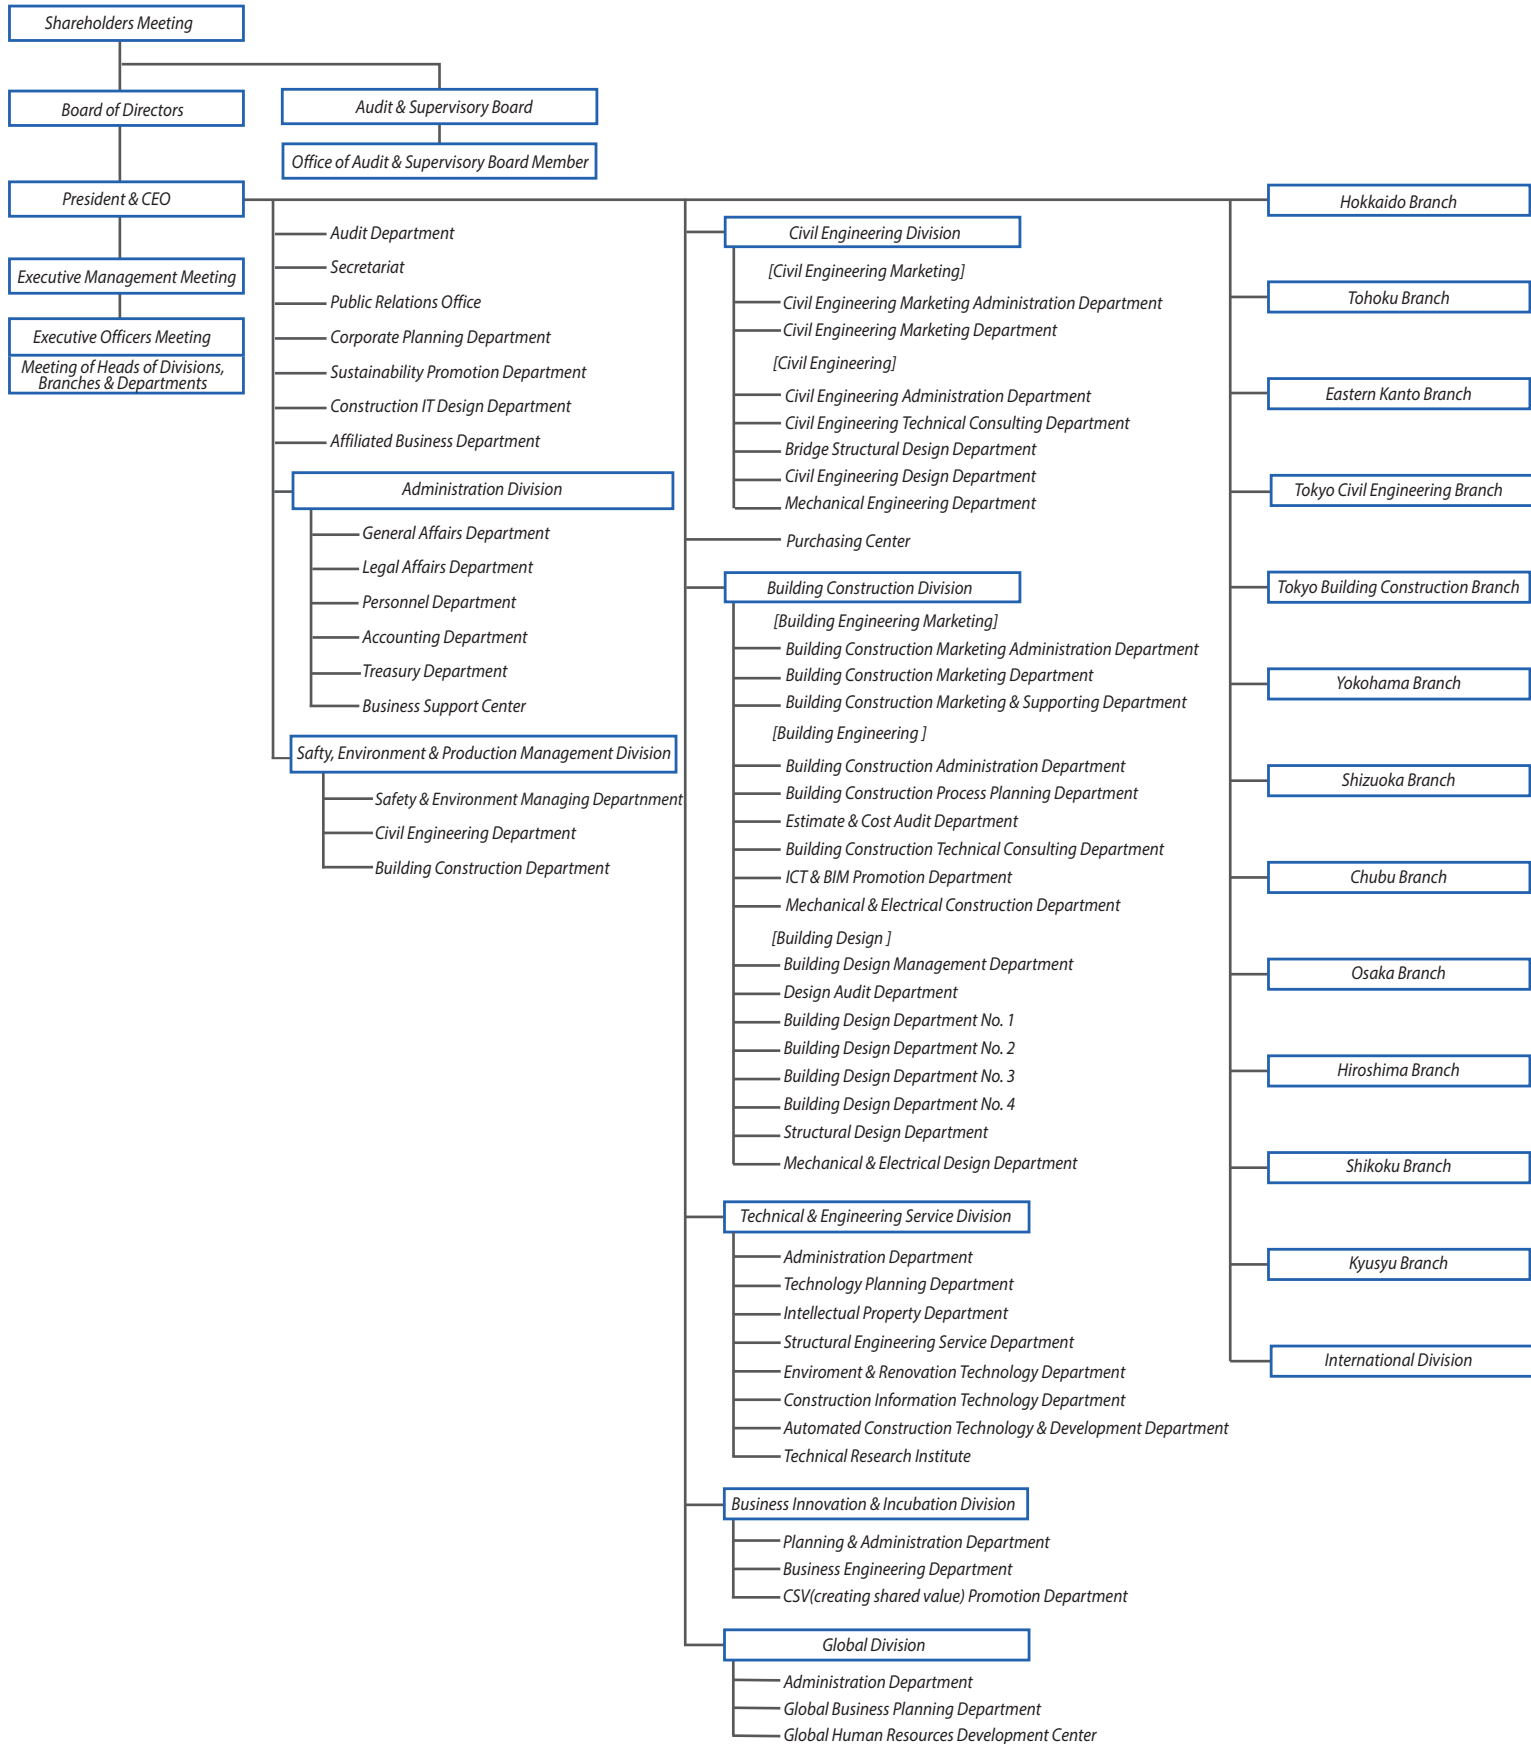 Shareholders Meeting
Board of Directors
Audit & Supervisory Board
Office of Audit & Supervisory Board Member
President & CEO
Executive Management Meeting
Executive Officers Meeting
Meeting of Heads of Divisions,
Branches & Departments
Audit Department
Secretariat
Public Relations Office
Corporate Planning Department
Sustainability Promotion Department
Construction IT Design Department
Affiliated Business Department
Administration Division
General Affairs Department
Legal Affairs Department
Personnel Department
Accounting Department
Treasury Department
Business Support Center
Safty, Environment & Production Management Division
Safety & Environment Managing Departnment
Civil Engineering Department
Building Construction Department
Civil Engineering Division
[Civil Engineering Marketing]
Civil Engineering Marketing Administration Department
Civil Engineering Marketing Department
[Civil Engineering]
Civil Engineering Administration Department
Civil Engineering Technical Consulting Department
Bridge Structural Design Department
Civil Engineering Design Department
Mechanical Engineering Department
Purchasing Center
Building Construction Division
[Building Engineering Marketing]
Building Construction Marketing Administration Department
Building Construction Marketing Department
Building Construction Marketing & Supporting Department
[Building Engineering ]
Building Construction Administration Department
Building Construction Process Planning Department
Estimate & Cost Audit Department
Building Construction Technical Consulting Department
ICT & BIM Promotion Department
Mechanical & Electrical Construction Department
[Building Design ]
Building Design Management Department
Design Audit Department
Building Design Department No. 1
Building Design Department No. 2
Building Design Department No. 3
Building Design Department No. 4
Structural Design Department
Mechanical & Electrical Design Department
Technical & Engineering Service Division
Administration Department
Technology Planning Department
Intellectual Property Department
Structural Engineering Service Department
Enviroment & Renovation Technology Department
Construction Information Technology Department
Automated Construction Technology & Development Department
Technical Research Institute
Business Innovation & Incubation Division
Planning & Administration Department
Business Engineering Department
CSV(creating shared value) Promotion Department
Global Division
Administration Department
Global Business Planning Department
Global Human Resources Development Center
Hokkaido Branch
Tohoku Branch
Eastern Kanto Branch
Tokyo Civil Engineering Branch
Tokyo Building Construction Branch
Yokohama Branch
Shizuoka Branch
Chubu Branch
Osaka Branch
Hiroshima Branch
Shikoku Branch
Kyusyu Branch
International Division